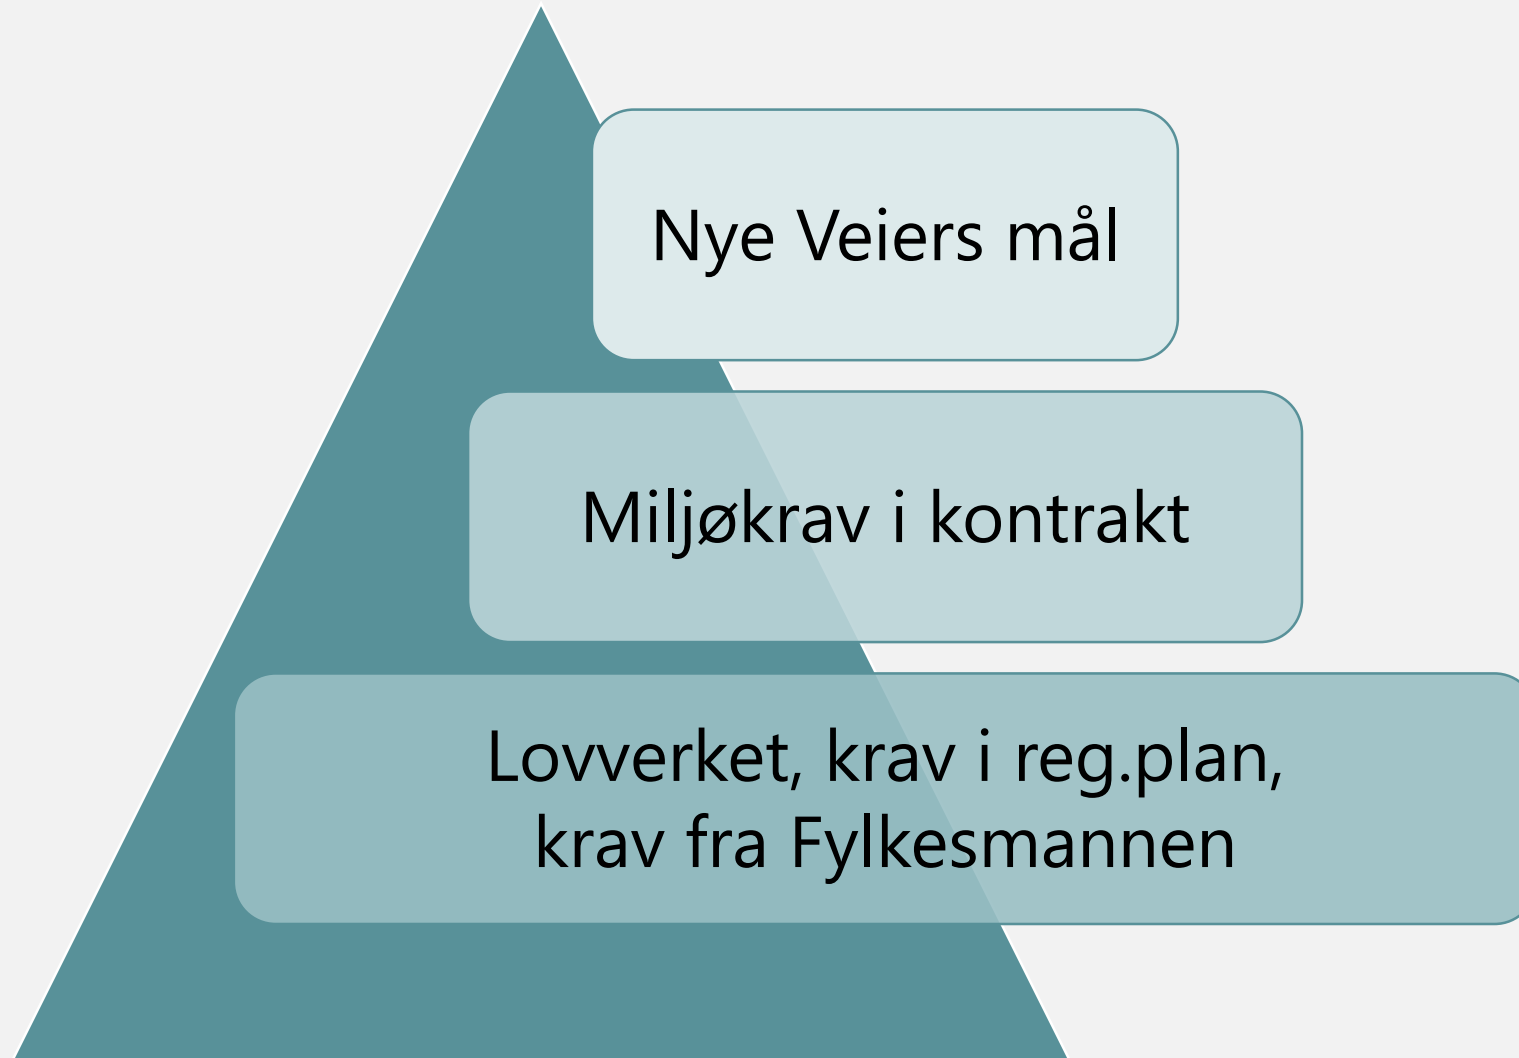 Nye Veiers mål
Miljøkrav i kontrakt
Lovverket, krav i reg.plan,
krav fra Fylkesmannen